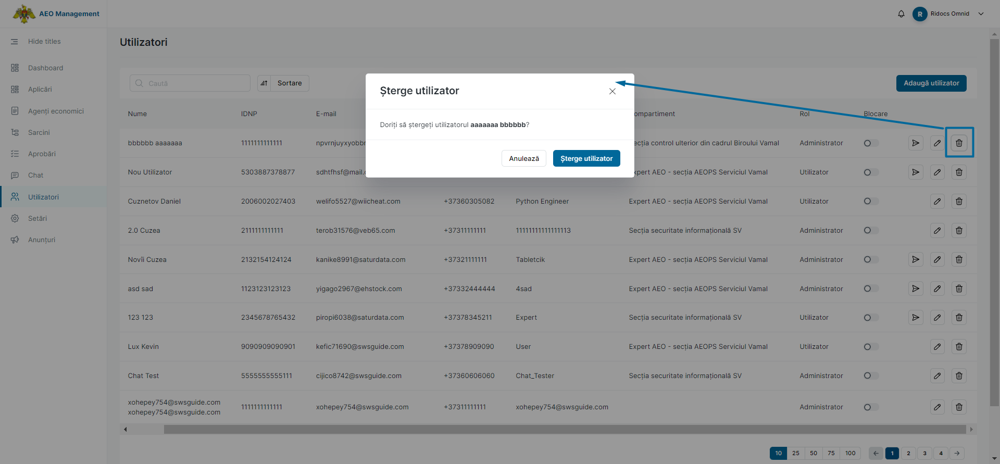 AEO Management
R Ridocs Omnid
Hide titles
Dashboard
Aplicări
Agenți economici
Sarcini
Aprobări
Chat
Utilizatori
Setări
Anunțuri
Utilizatori
Caută Sortare Adaugă utilizator
Șterge utilizator
Doriți să ștergeți utilizatorul aaaaaaa bbbbbb?
Anulează Șterge utilizator
Nume IDNP E-mail ompartiment Rol Blocare
bbbbbb aaaaaaa 1111111111111 npvrnjuyxyobbr ecția control ulterior din cadrul Biroului Vamal Administrator
Nou Utilizator 5303887378877 sdhtfhsf@mail. xpert AEO - secția AEOPS Serviciul Vamal Utilizator
Cuznetov Daniel 2006002027403 welifo5527@wiicheat.com +37360305082 Python Engineer Expert AEO - secția AEOPS Serviciul Vamal Utilizator
2.0 Cuzea 2111111111111 terob31576@veb65.com +37311111111 11111111111111113 Secția securitate informațională SV Administrator
Novîi Cuzea 2132154124124 kanike8991@saturdata.com +37321111111 Tabletcik Expert AEO - secția AEOPS Serviciul Vamal Administrator
asd sad 1123123123123 yigago2967@ehstock.com +37332444444 4sad Expert AEO - secția AEOPS Serviciul Vamal Administrator
123 123 2345678765432 piropi6038@saturdata.com +37378345211 Expert Secția securitate informațională SV Utilizator
Lux Kevin 9090909090901 kefic71690@swsguide.com +37378909090 User Expert AEO - secția AEOPS Serviciul Vamal Utilizator
Chat Test 5555555555111 cijico8742@swsguide.com +37360606060 Chat_Tester Secția securitate informațională SV Administrator
xohepey754@swsguide.com
xohepey754@swsguide.com 1111111111111 xohepey754@swsguide.com +37311111111 xohepey754@swsguide.com Administrator
10 25 50 75 100 1 2 3 4